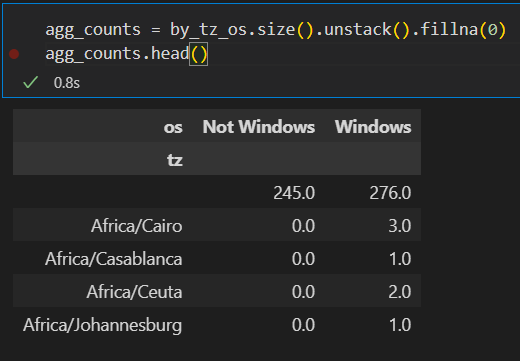 agg_counts = by_tz_os.size().unstack().fillna(0)
agg_counts.head()
0.8s
os Not Windows Windows
tz
245.0 276.0
Africa/Cairo 0.0 3.0
Africa/Casablanca 0.0 1.0
Africa/Ceuta 0.0 2.0
Africa/Johannesburg 0.0 1.0